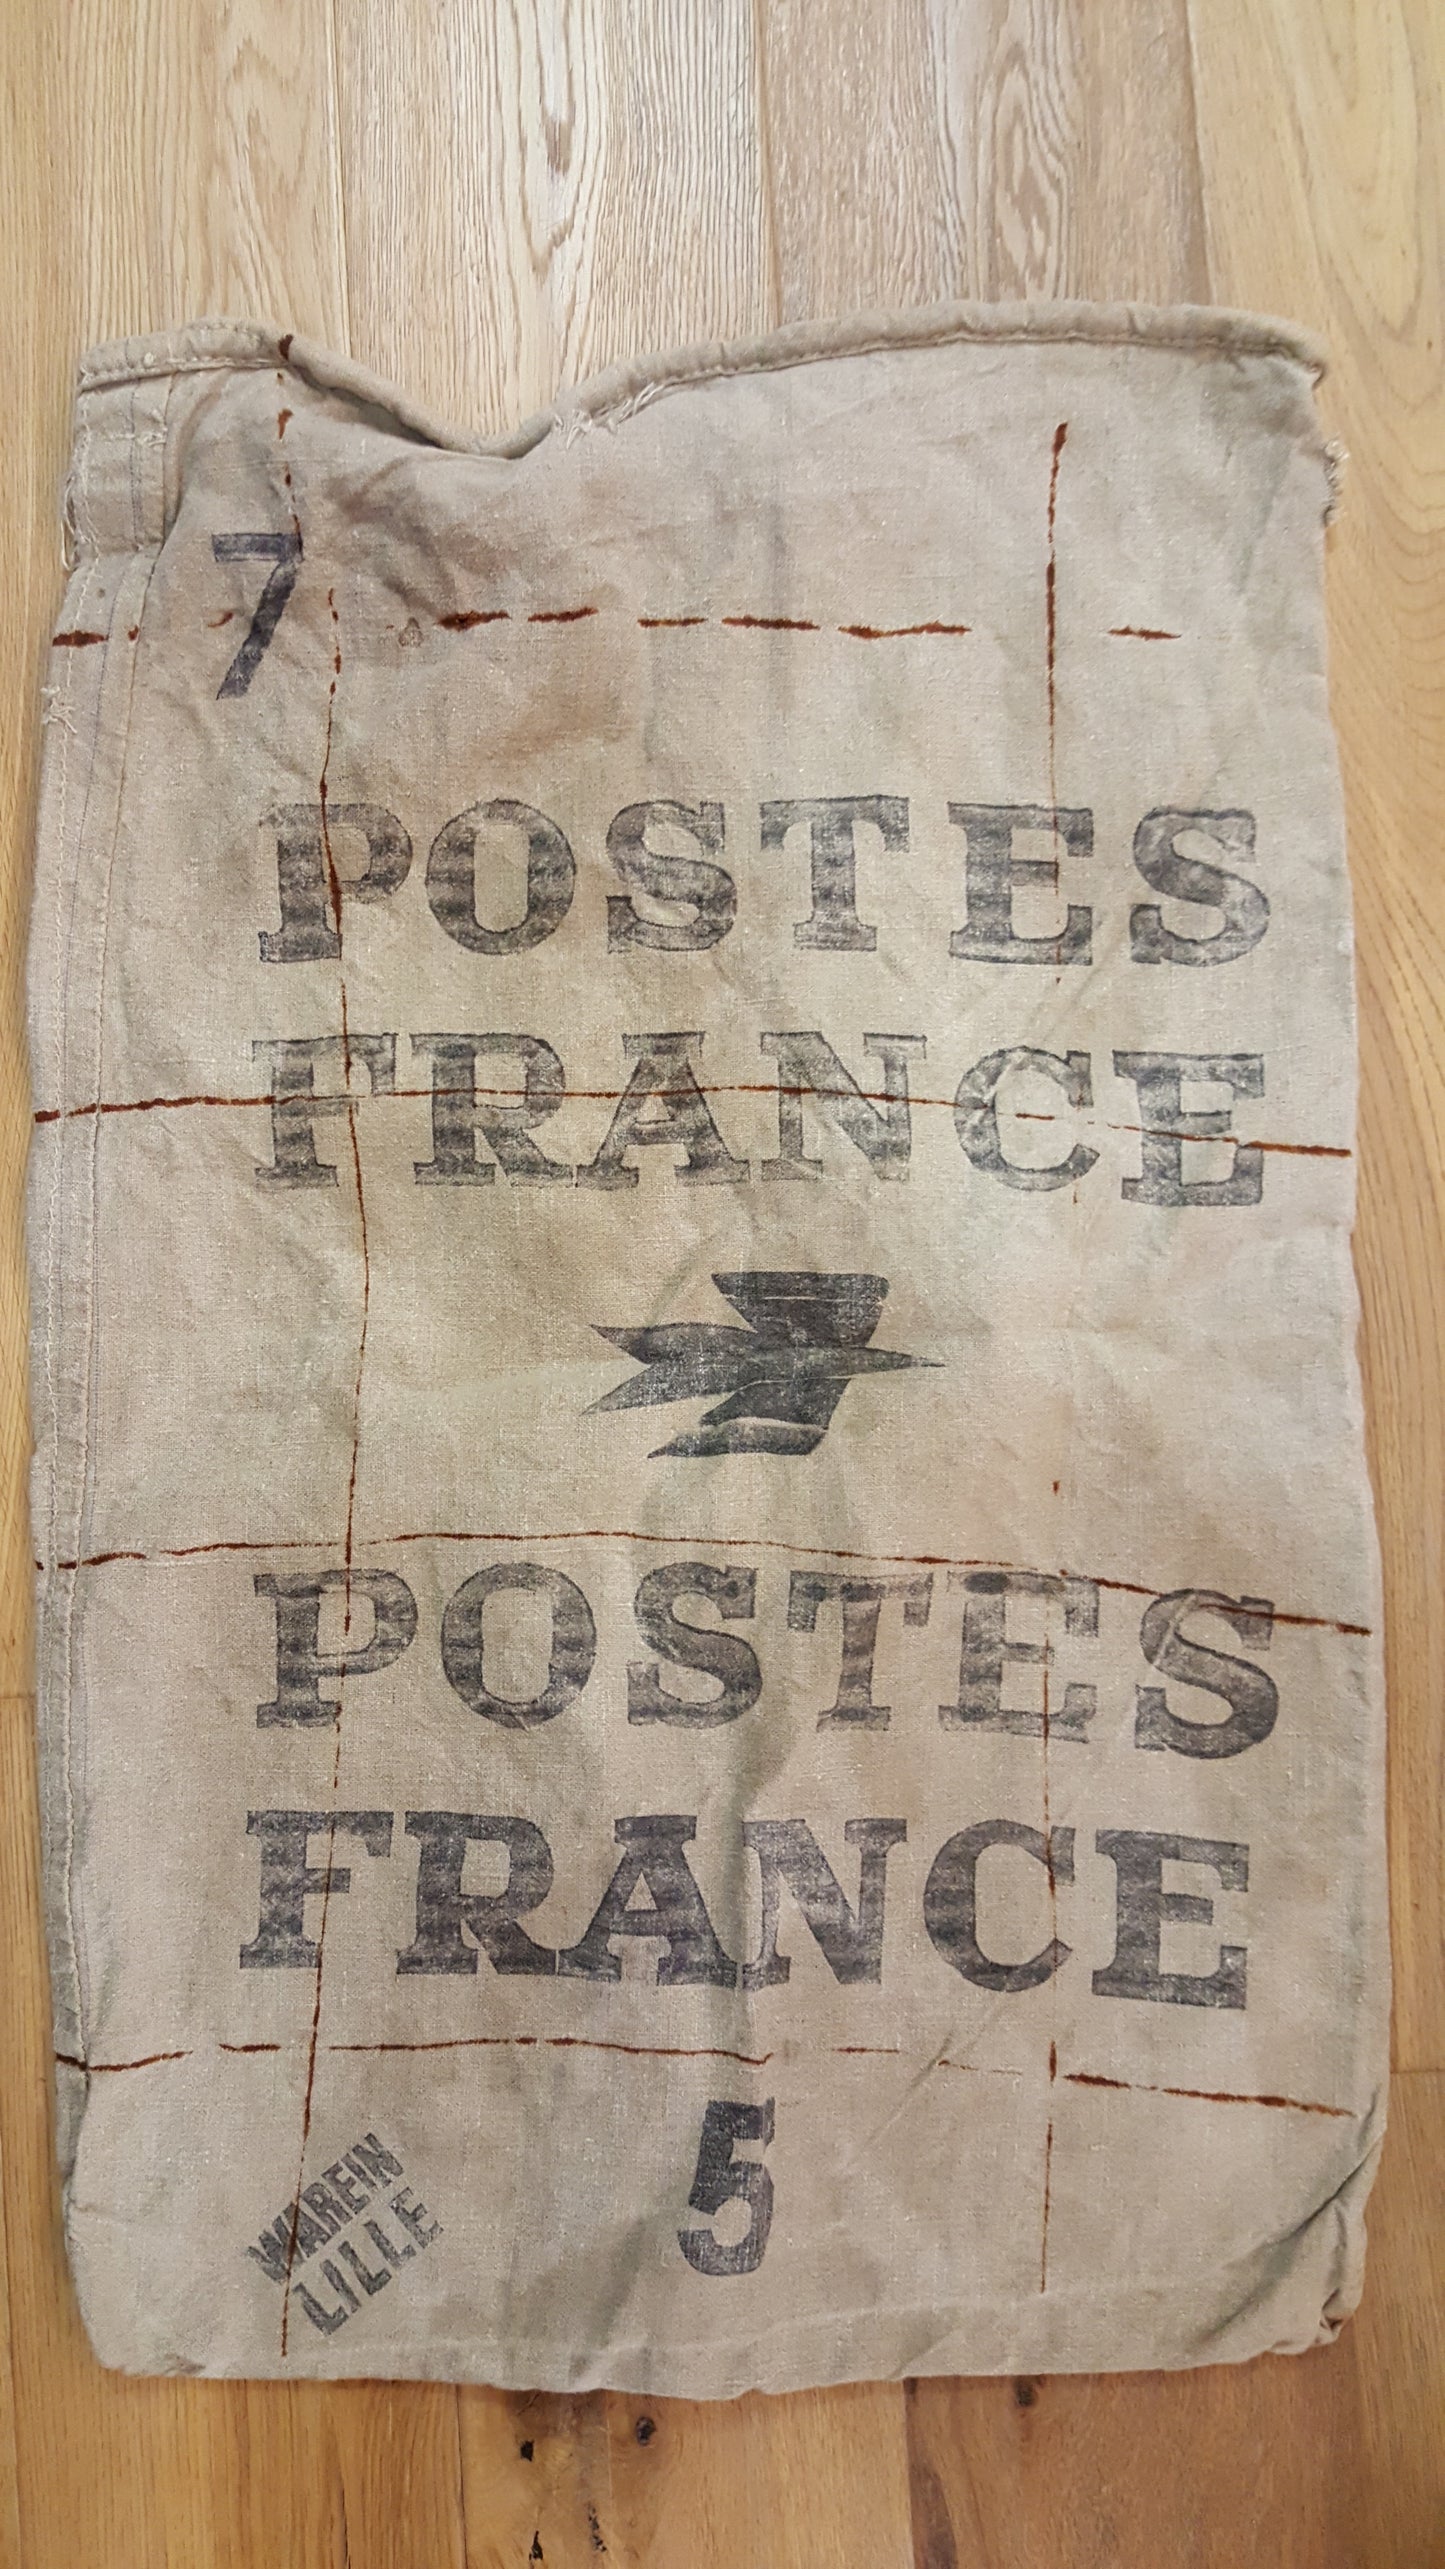 7
POSTES
FRANCE
POSTES
FRANCE
5
WAREIN
LILLE